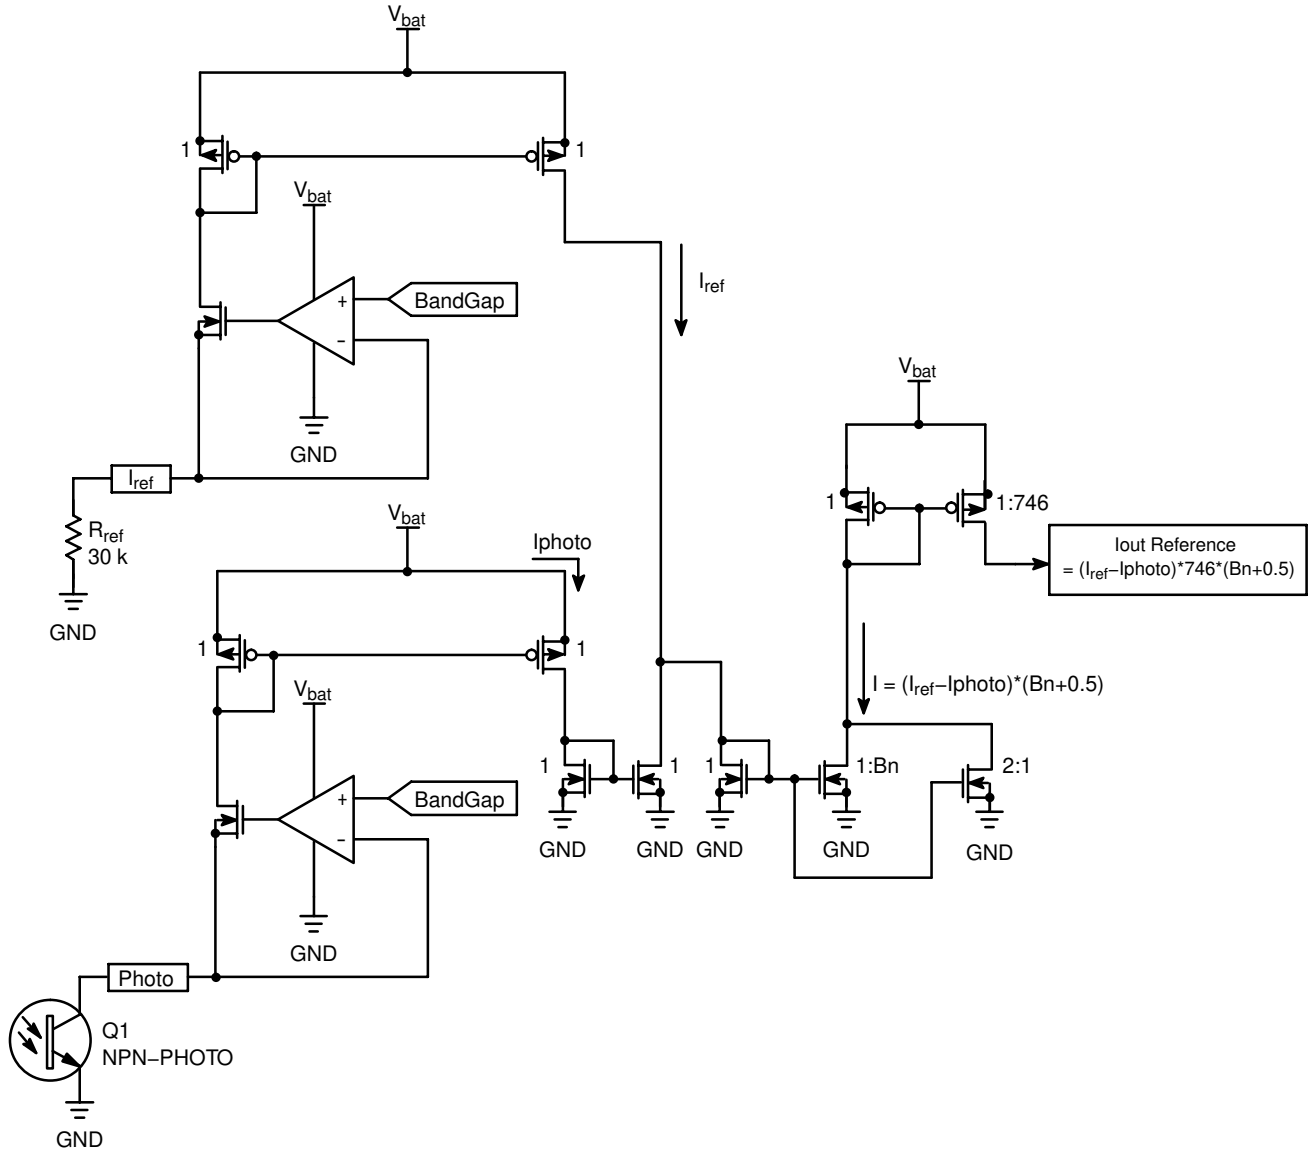 Vbat
1
1
Vbat
+
BandGap
−
Iref
GND
Iref
Rref
30 k
GND
Vbat
1
1:746
Iout Reference
= (Iref−Iphoto)*746*(Bn+0.5)
Vbat
Iphoto
1
1
Vbat
I = (Iref−Iphoto)*(Bn+0.5)
+
BandGap
−
1
1
1
1:Bn
2:1
GND
GND
GND
GND
GND
GND
Photo
Q1
NPN−PHOTO
GND